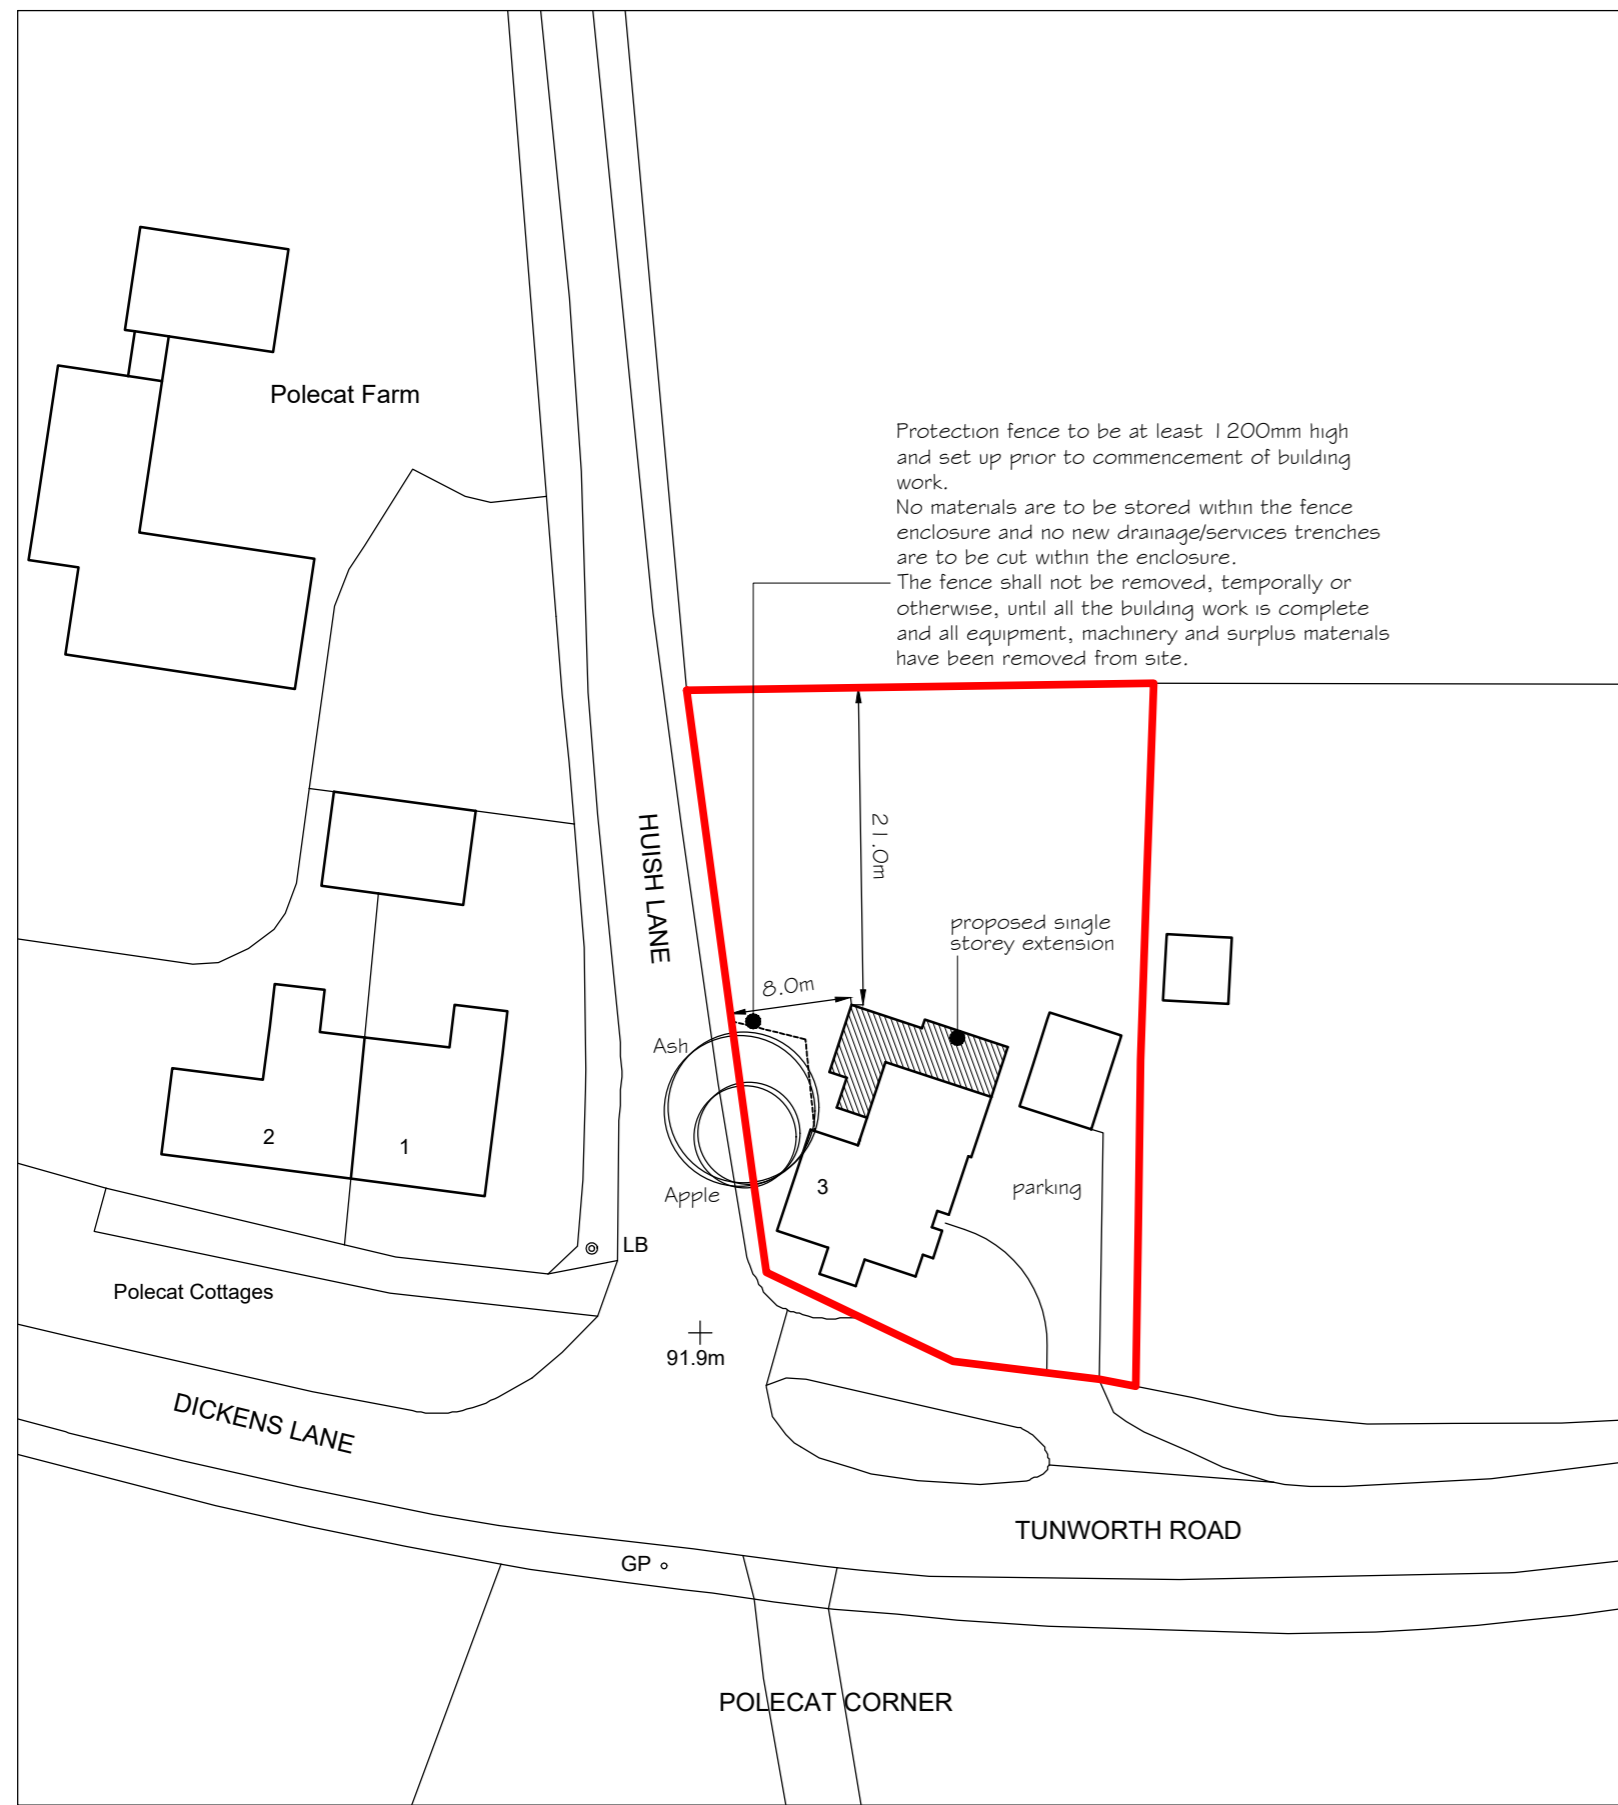 Polecat Farm
Protection fence to be at least 1200mm high
and set up prior to commencement of building
work.
No materials are to be stored within the fence
enclosure and no new drainage/services trenches
are to be cut within the enclosure.
The fence shall not be removed, temporally or
otherwise, until all the building work is complete
and all equipment, machinery and surplus materials
have been removed from site.
HUISH LANE
21.0m
proposed single
storey extension
8.0m
Ash
2
1
3
Apple
parking
LB
Polecat Cottages
91.9m
DICKENS LANE
TUNWORTH ROAD
GP
POLECAT CORNER